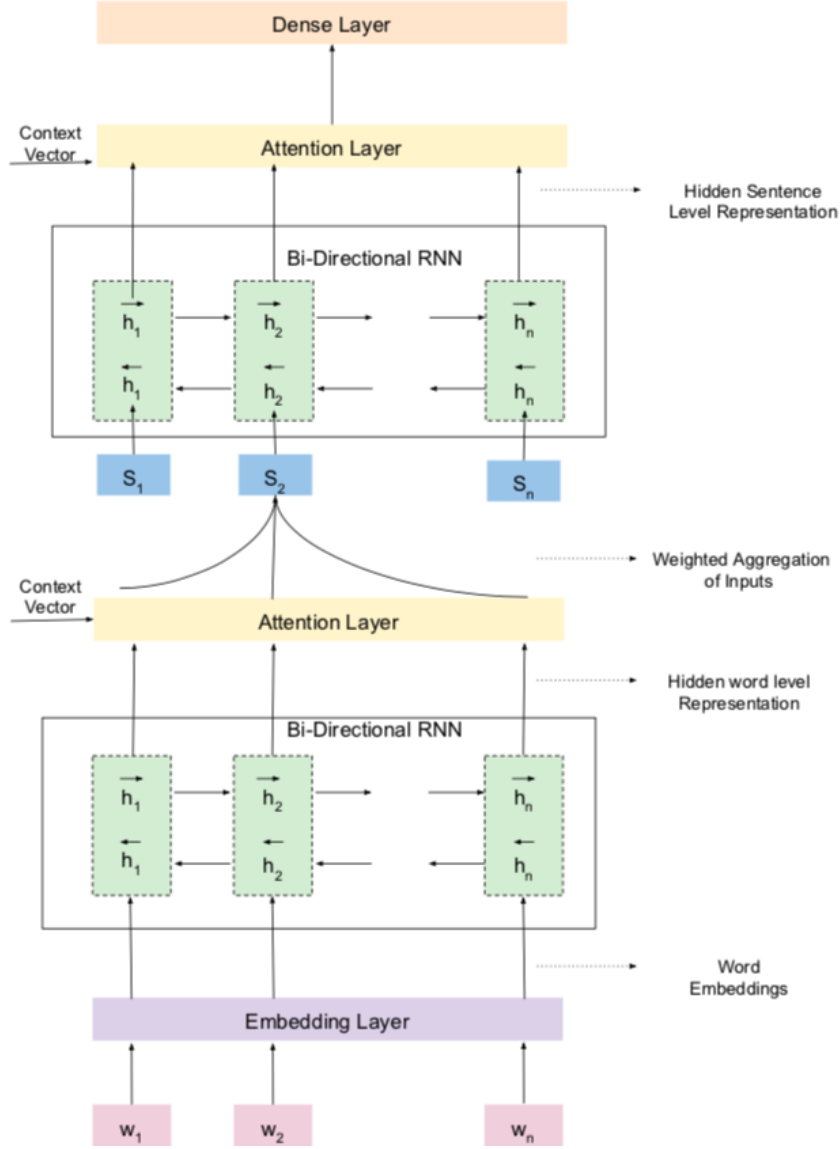 Dense Layer
Context
Vector
Attention Layer
Hidden Sentence
Level Representation
Bi-Directional RNN
h1
h2
hn
h1
h2
hn
S1
S2
Sn
Weighted Aggregation
of Inputs
Context
Vector
Attention Layer
Hidden word level
Representation
Bi-Directional RNN
h1
h2
hn
h1
h2
hn
Word
Embeddings
Embedding Layer
w1
w2
wn